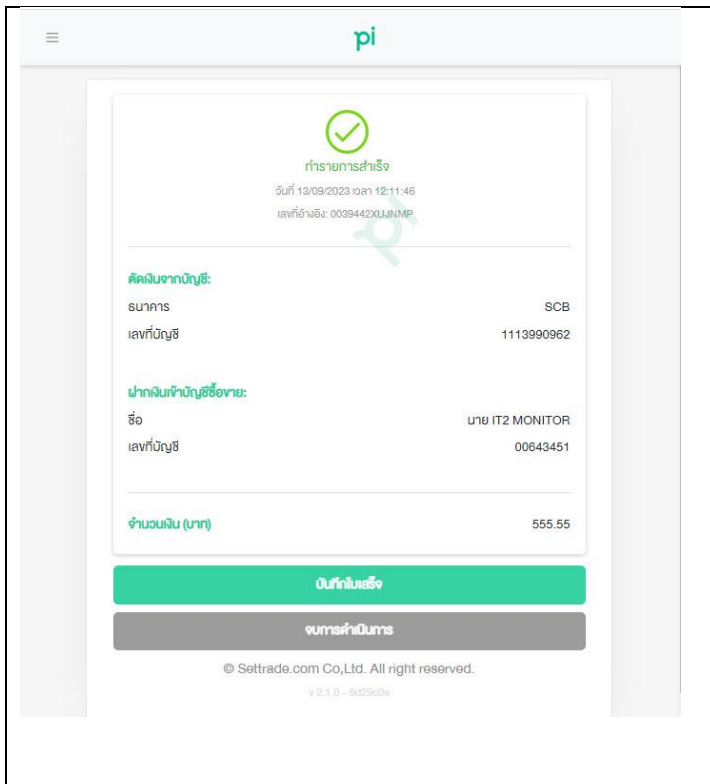 pi
ทำรายการสำเร็จ
วันที่ 13/09/2023 เวลา 12:11:46
เลขที่อ้างอิง: 0039442XUJNMP
pi
ตัดเงินจากบัญชี:
ธนาคาร SCB
เลขที่บัญชี 1113990962
ฝากเงินเข้าบัญชีซื้อขาย:
ชื่อ นาย IT2 MONITOR
เลขที่บัญชี 00643451
จำนวนเงิน (บาท) 555.55
บันทึกใบเสร็จ
จบการดำเนินการ
© Settrade.com Co,Ltd. All right reserved.
v 2.1.0 - 9d29c0e